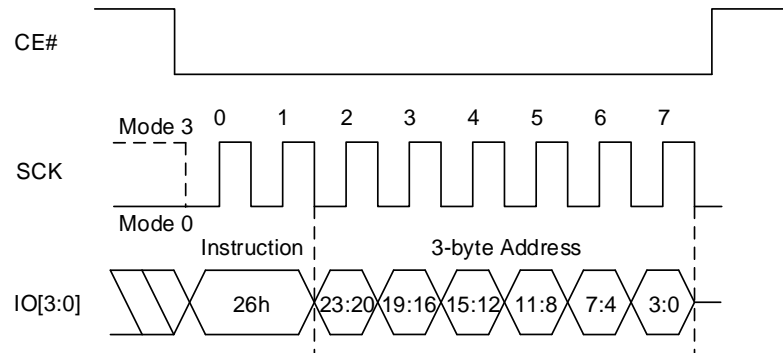 CE#
Mode 3
0 1 2 3 4 5 6 7
SCK
Mode 0
Instruction 3-byte Address
IO[3:0] 26h 23:20 19:16 15:12 11:8 7:4 3:0